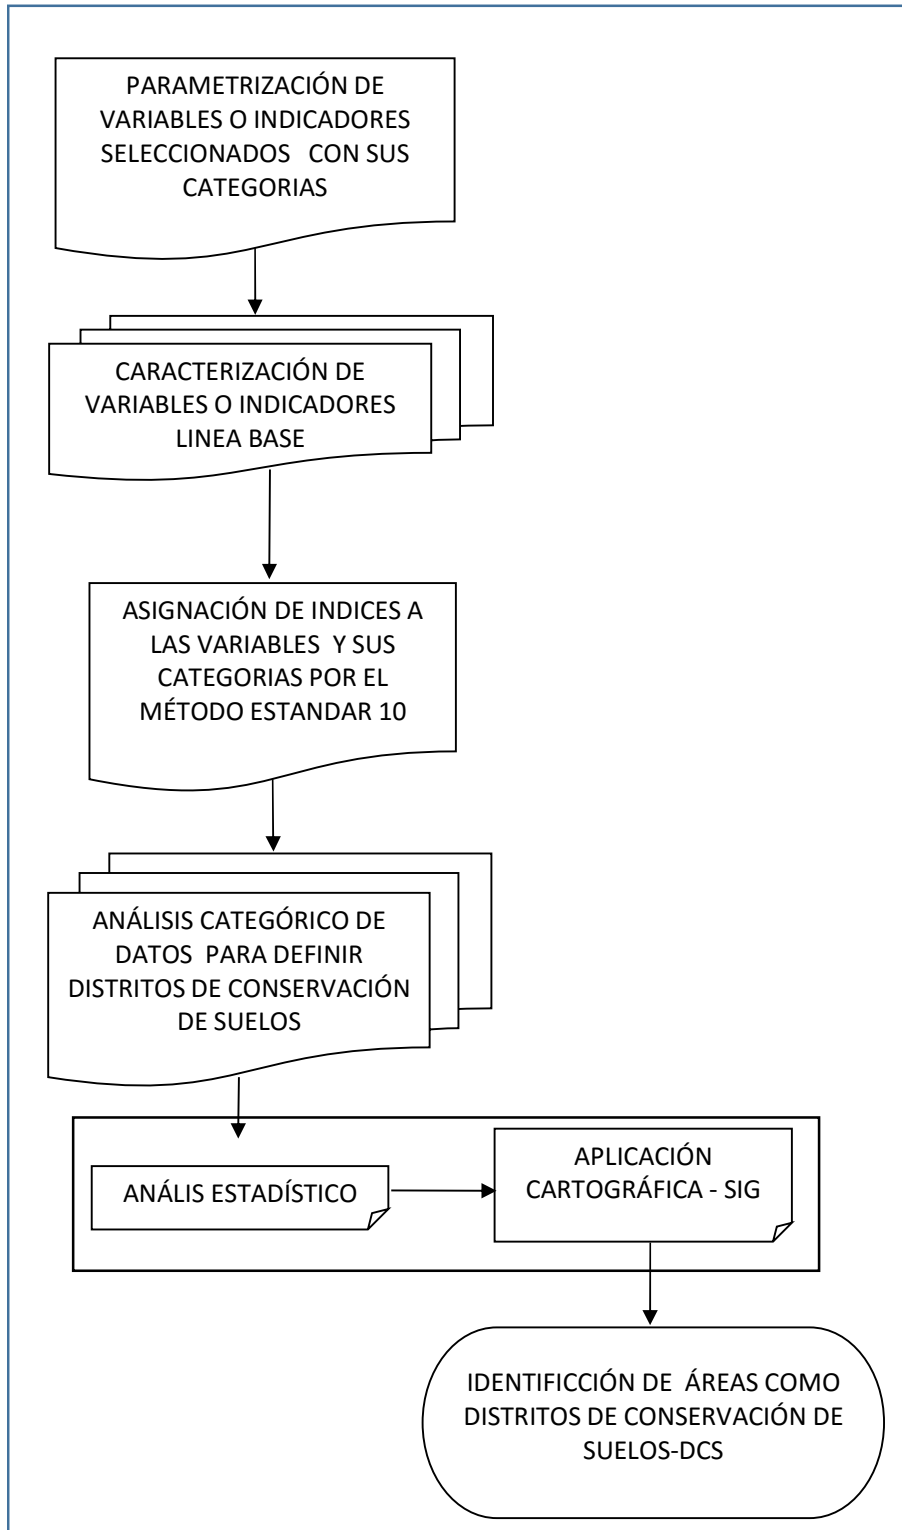 PARAMETRIZACIÓN DE
VARIABLES O INDICADORES
SELECCIONADOS CON SUS
CATEGORIAS
CARACTERIZACIÓN DE
VARIABLES O INDICADORES
LINEA BASE
ASIGNACIÓN DE INDICES A
LAS VARIABLES Y SUS
CATEGORIAS POR EL
MÉTODO ESTANDAR 10
ANÁLISIS CATEGÓRICO DE
DATOS PARA DEFINIR
DISTRITOS DE CONSERVACIÓN
DE SUELOS
ANÁLIS ESTADÍSTICO
APLICACIÓN
CARTOGRÁFICA - SIG
IDENTIFICCIÓN DE ÁREAS COMO
DISTRITOS DE CONSERVACIÓN DE
SUELOS-DCS